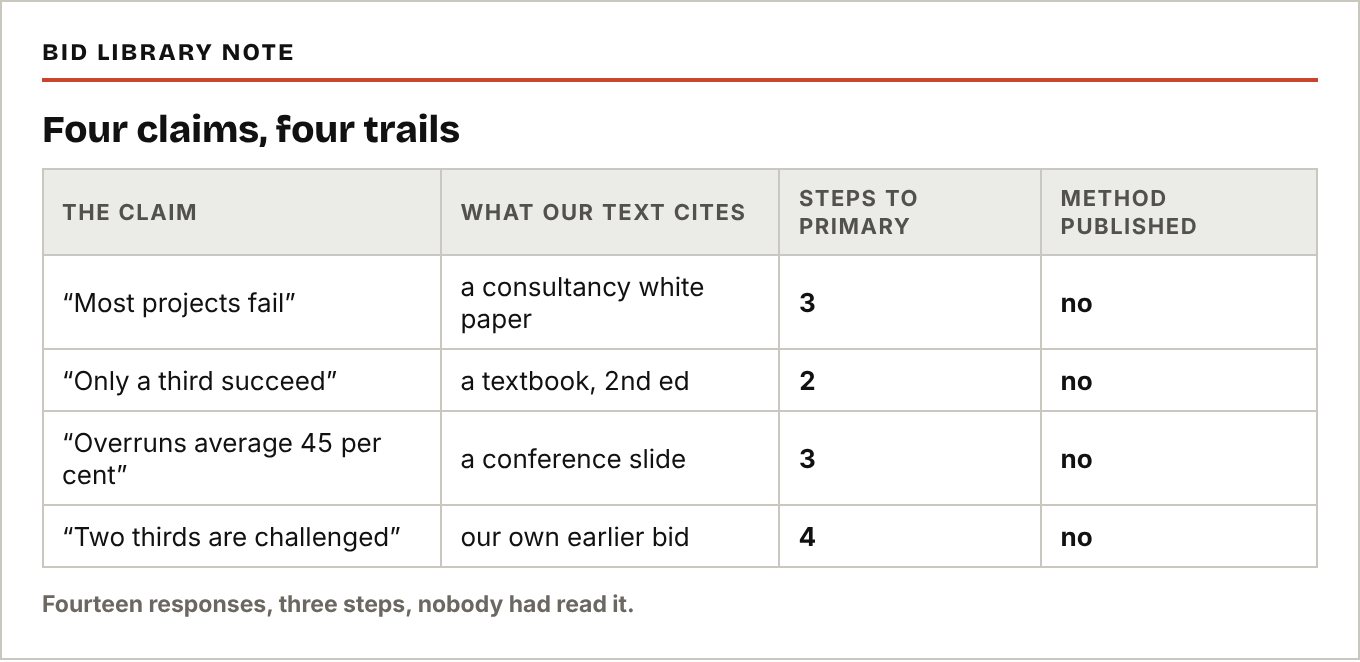 BID LIBRARY NOTE
Four claims, four trails
THE CLAIM
WHAT OUR TEXT CITES
STEPS TO
PRIMARY
METHOD
PUBLISHED
“Most projects fail”
a consultancy white
paper
3
no
“Only a third succeed”
a textbook, 2nd ed
2
no
“Overruns average 45 per
cent”
a conference slide
3
no
“Two thirds are challenged”
our own earlier bid
4
no
Fourteen responses, three steps, nobody had read it.